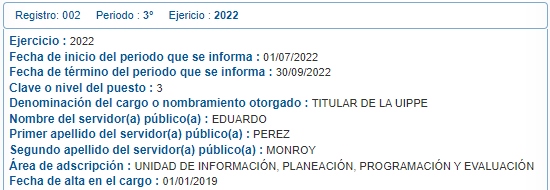 Registro: 002 Periodo : 3º Ejericio : 2022
Ejercicio : 2022
Fecha de inicio del periodo que se informa : 01/07/2022
Fecha de término del periodo que se informa : 30/09/2022
Clave o nivel del puesto : 3
Denominación del cargo o nombramiento otorgado : TITULAR DE LA UIPPE
Nombre del servidor(a) público(a) : EDUARDO
Primer apellido del servidor(a) público(a) : PEREZ
Segundo apellido del servidor(a) público(a) : MONROY
Área de adscripción : UNIDAD DE INFORMACIÓN, PLANEACIÓN, PROGRAMACIÓN Y EVALUACIÓN
Fecha de alta en el cargo : 01/01/2019